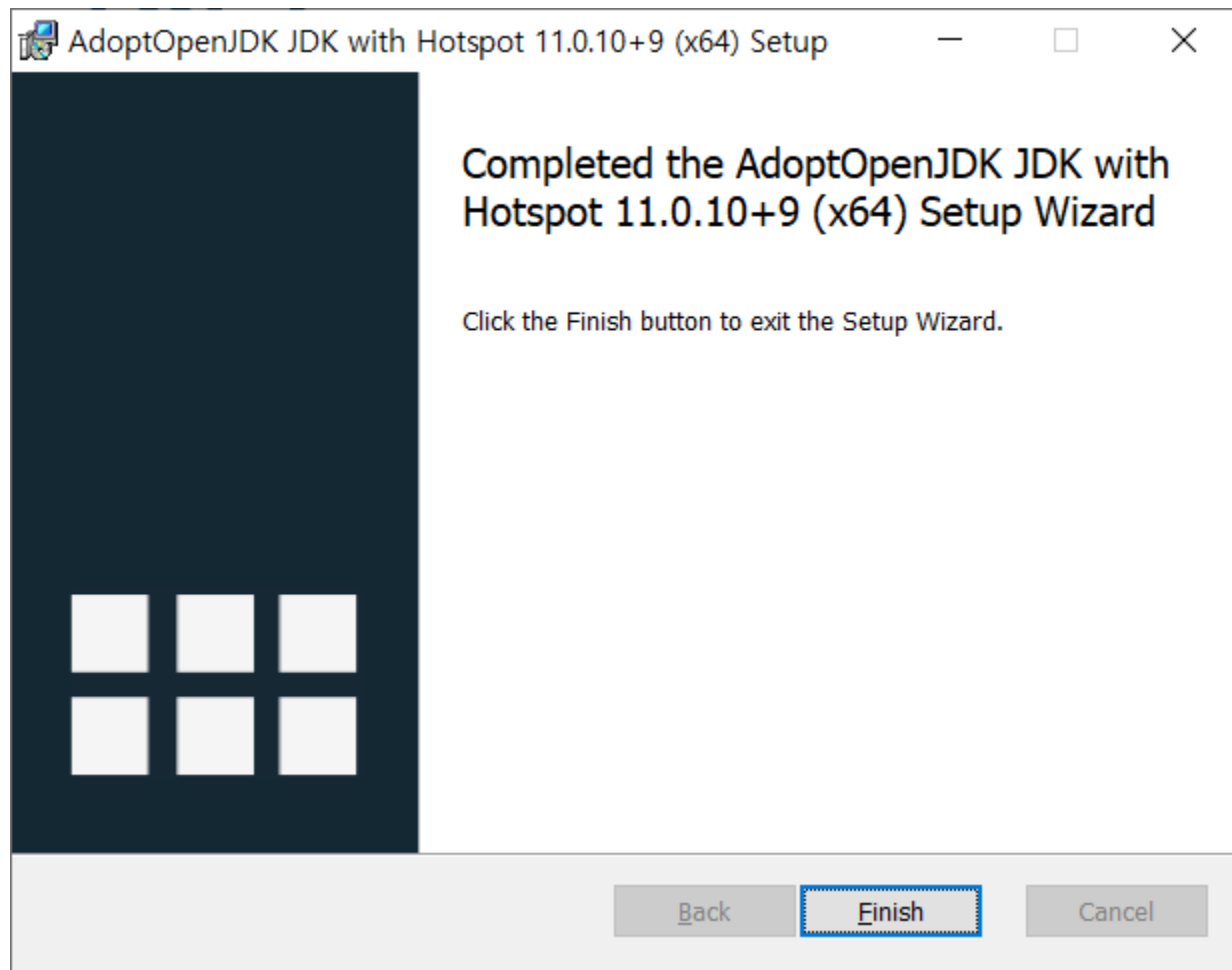 AdoptOpenJDK JDK with Hotspot 11.0.10+9 (x64) Setup
Completed the AdoptOpenJDK JDK with
Hotspot 11.0.10+9 (x64) Setup Wizard
Click the Finish button to exit the Setup Wizard.
Back
Finish
Cancel